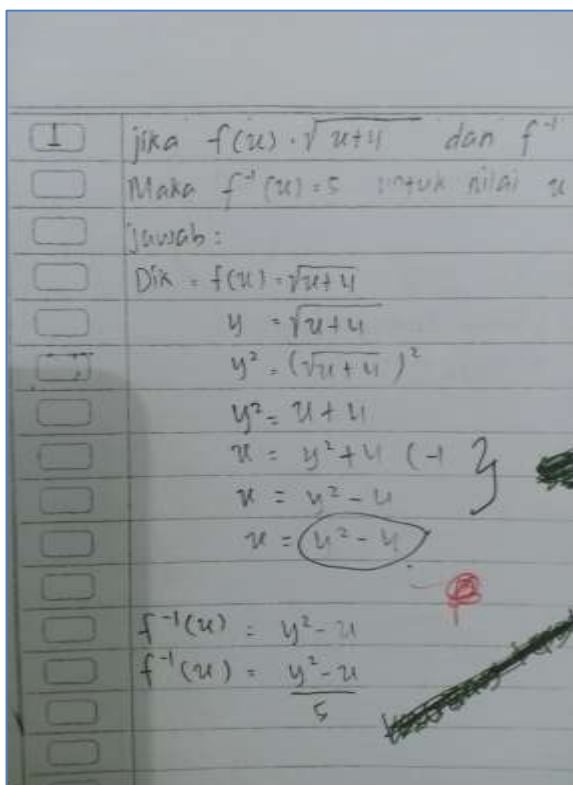 1 jika f(x) = √x+4 dan f⁻¹
Maka f⁻¹(x) = 5 untuk nilai x
jawab :
Dik = f(x) = √x+4
y = √x+4
y² = (√x+4)²
y² = x+4
x = y²+4 (-1 }
x = y² - 4
x = y² - 4
f⁻¹(x) = y² - 4
f⁻¹(x) = y² - 4
5